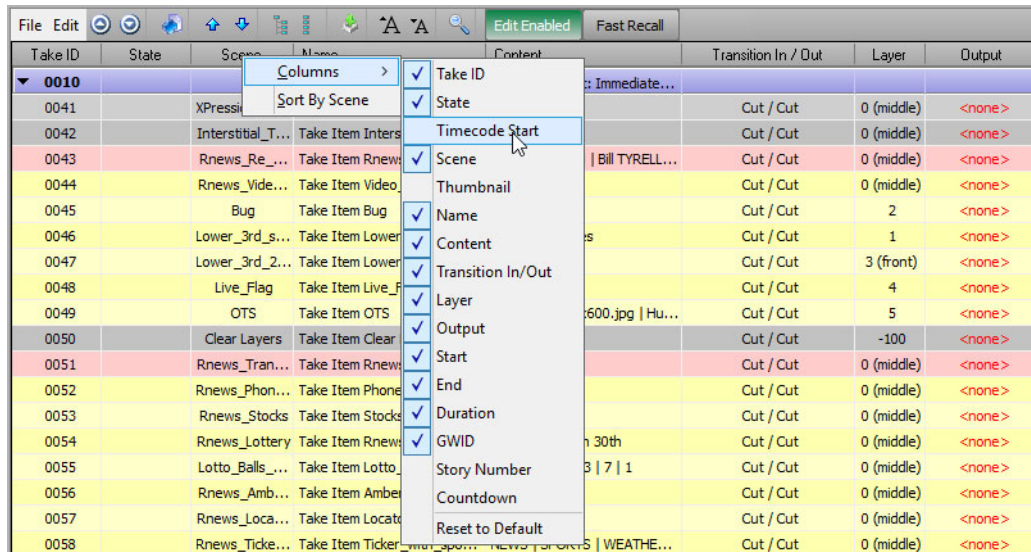 File Edit Edit Enabled Fast Recall
Take ID State Scene Name Content Transition In / Out Layer Output
Columns >
Sort By Scene
Take ID
State
Timecode Start
Scene
Thumbnail
Name
Content
Transition In/Out
Layer
Output
Start
End
Duration
GWID
Story Number
Countdown
Reset to Default
0010 : Immediate...
0041 XPressi Cut / Cut 0 (middle) <none>
0042 Interstitial_T... Take Item Inters Cut / Cut 0 (middle) <none>
0043 Rnews_Re_... Take Item Rnew | Bill TYRELL... Cut / Cut 0 (middle) <none>
0044 Rnews_Vide... Take Item Video_ Cut / Cut 0 (middle) <none>
0045 Bug Take Item Bug Cut / Cut 2 <none>
0046 Lower_3rd_s... Take Item Lower s Cut / Cut 1 <none>
0047 Lower_3rd_2... Take Item Lower Cut / Cut 3 (front) <none>
0048 Live_Flag Take Item Live_F Cut / Cut 4 <none>
0049 OTS Take Item OTS 600.jpg | Hu... Cut / Cut 5 <none>
0050 Clear Layers Take Item Clear Cut / Cut -100 <none>
0051 Rnews_Tran... Take Item Rnews Cut / Cut 0 (middle) <none>
0052 Rnews_Phon... Take Item Phone Cut / Cut 0 (middle) <none>
0053 Rnews_Stocks Take Item Stocks Cut / Cut 0 (middle) <none>
0054 Rnews_Lottery Take Item Rnews 30th Cut / Cut 0 (middle) <none>
0055 Lotto_Balls_... Take Item Lotto_ 3 | 7 | 1 Cut / Cut 0 (middle) <none>
0056 Rnews_Amb... Take Item Amber Cut / Cut 0 (middle) <none>
0057 Rnews_Loca... Take Item Locato Cut / Cut 0 (middle) <none>
0058 Rnews_Ticke... Take Item Ticker_with_spo... NEWS | SPORTS | WEATHE... Cut / Cut 0 (middle) <none>